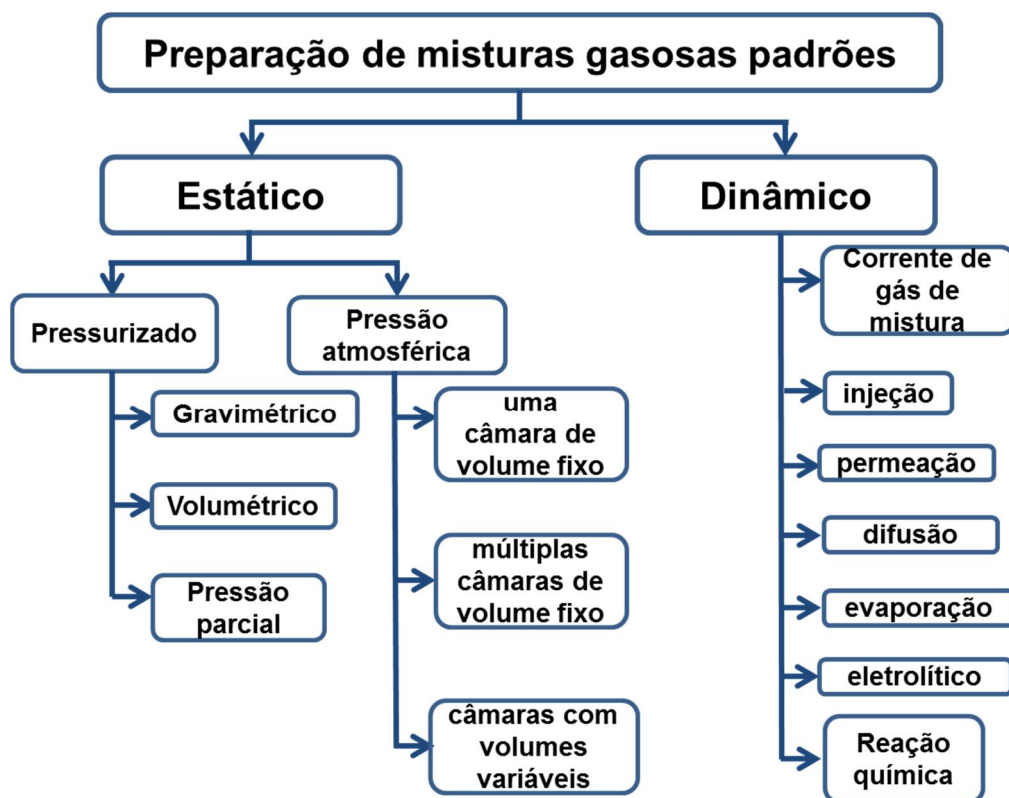 Preparação de misturas gasosas padrões
Estático
Dinâmico
Pressurizado
Pressão
atmosférica
Gravimétrico
Volumétrico
Pressão
parcial
uma
câmara de
volume fixo
múltiplas
câmaras de
volume fixo
câmaras com
volumes
variáveis
Corrente de
gás de
mistura
injeção
permeação
difusão
evaporação
eletrolítico
Reação
química